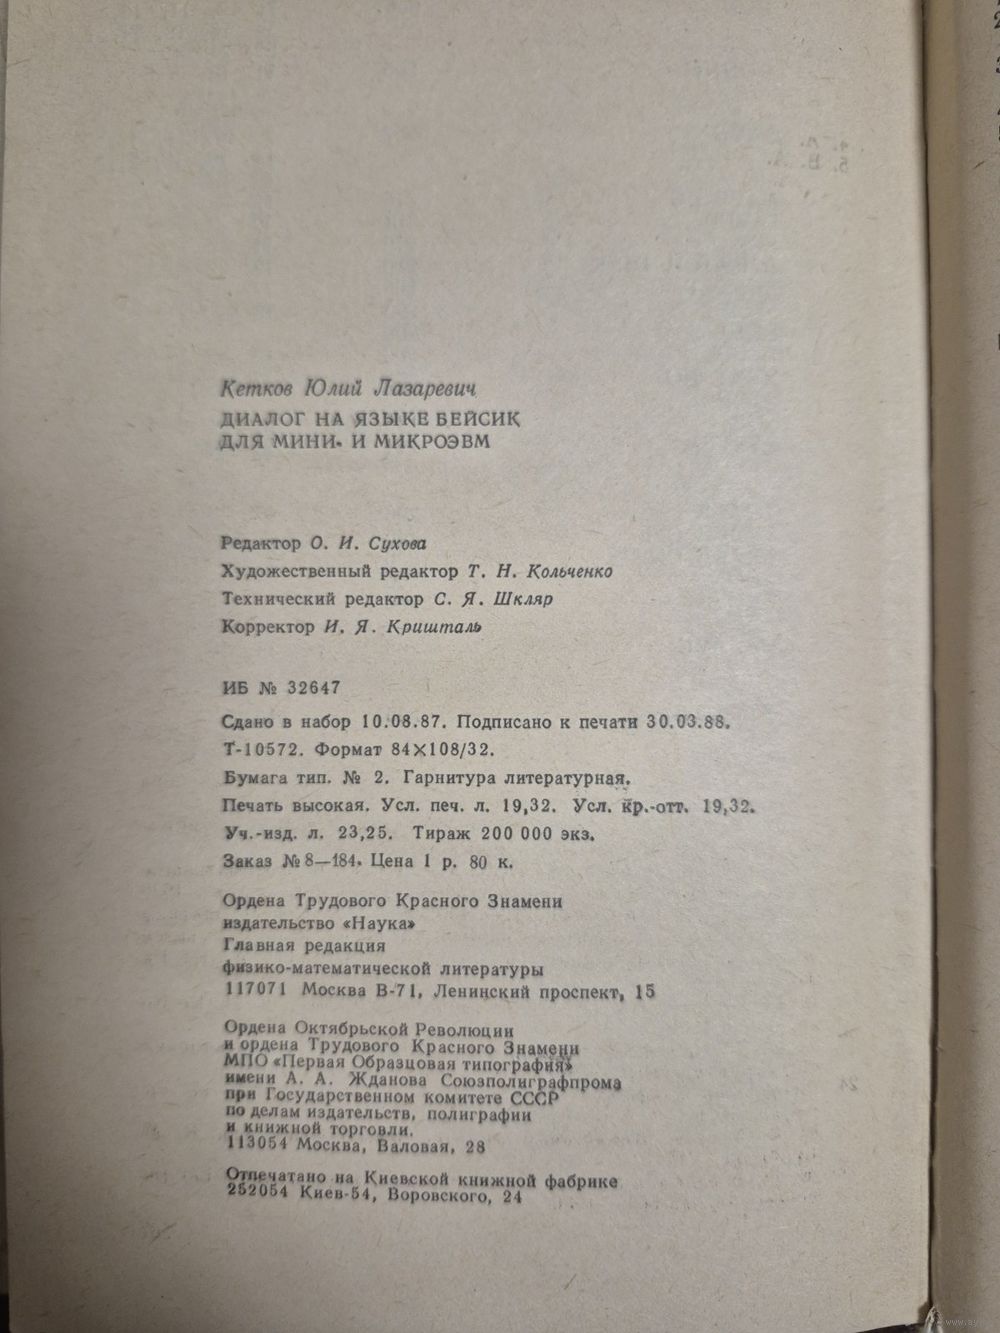 Кетков Юлий Лазаревич
ДИАЛОГ НА ЯЗЫКЕ БЕЙСИК
ДЛЯ МИНИ- И МИКРОЭВМ
Редактор О. И. Сухова
Художественный редактор Т. Н. Кольченко
Технический редактор С. Я. Шкляр
Корректор И. Я. Кришталь
ИБ № 32647
Сдано в набор 10.08.87. Подписано к печати 30.03.88.
Т-10572. Формат 84×108/32.
Бумага тип. № 2. Гарнитура литературная.
Печать высокая. Усл. печ. л. 19,32. Усл. кр.-отт. 19,32.
Уч.-изд. л. 23,25. Тираж 200 000 экз.
Заказ № 8—184. Цена 1 р. 80 к.
Ордена Трудового Красного Знамени
издательство «Наука»
Главная редакция
физико-математической литературы
117071 Москва В-71, Ленинский проспект, 15
Ордена Октябрьской Революции
и ордена Трудового Красного Знамени
МПО «Первая Образцовая типография»
имени А. А. Жданова Союзполиграфпрома
при Государственном комитете СССР
по делам издательств, полиграфии
и книжной торговли.
113054 Москва, Валовая, 28
Отпечатано на Киевской книжной фабрике
252054 Киев-54, Воровского, 24